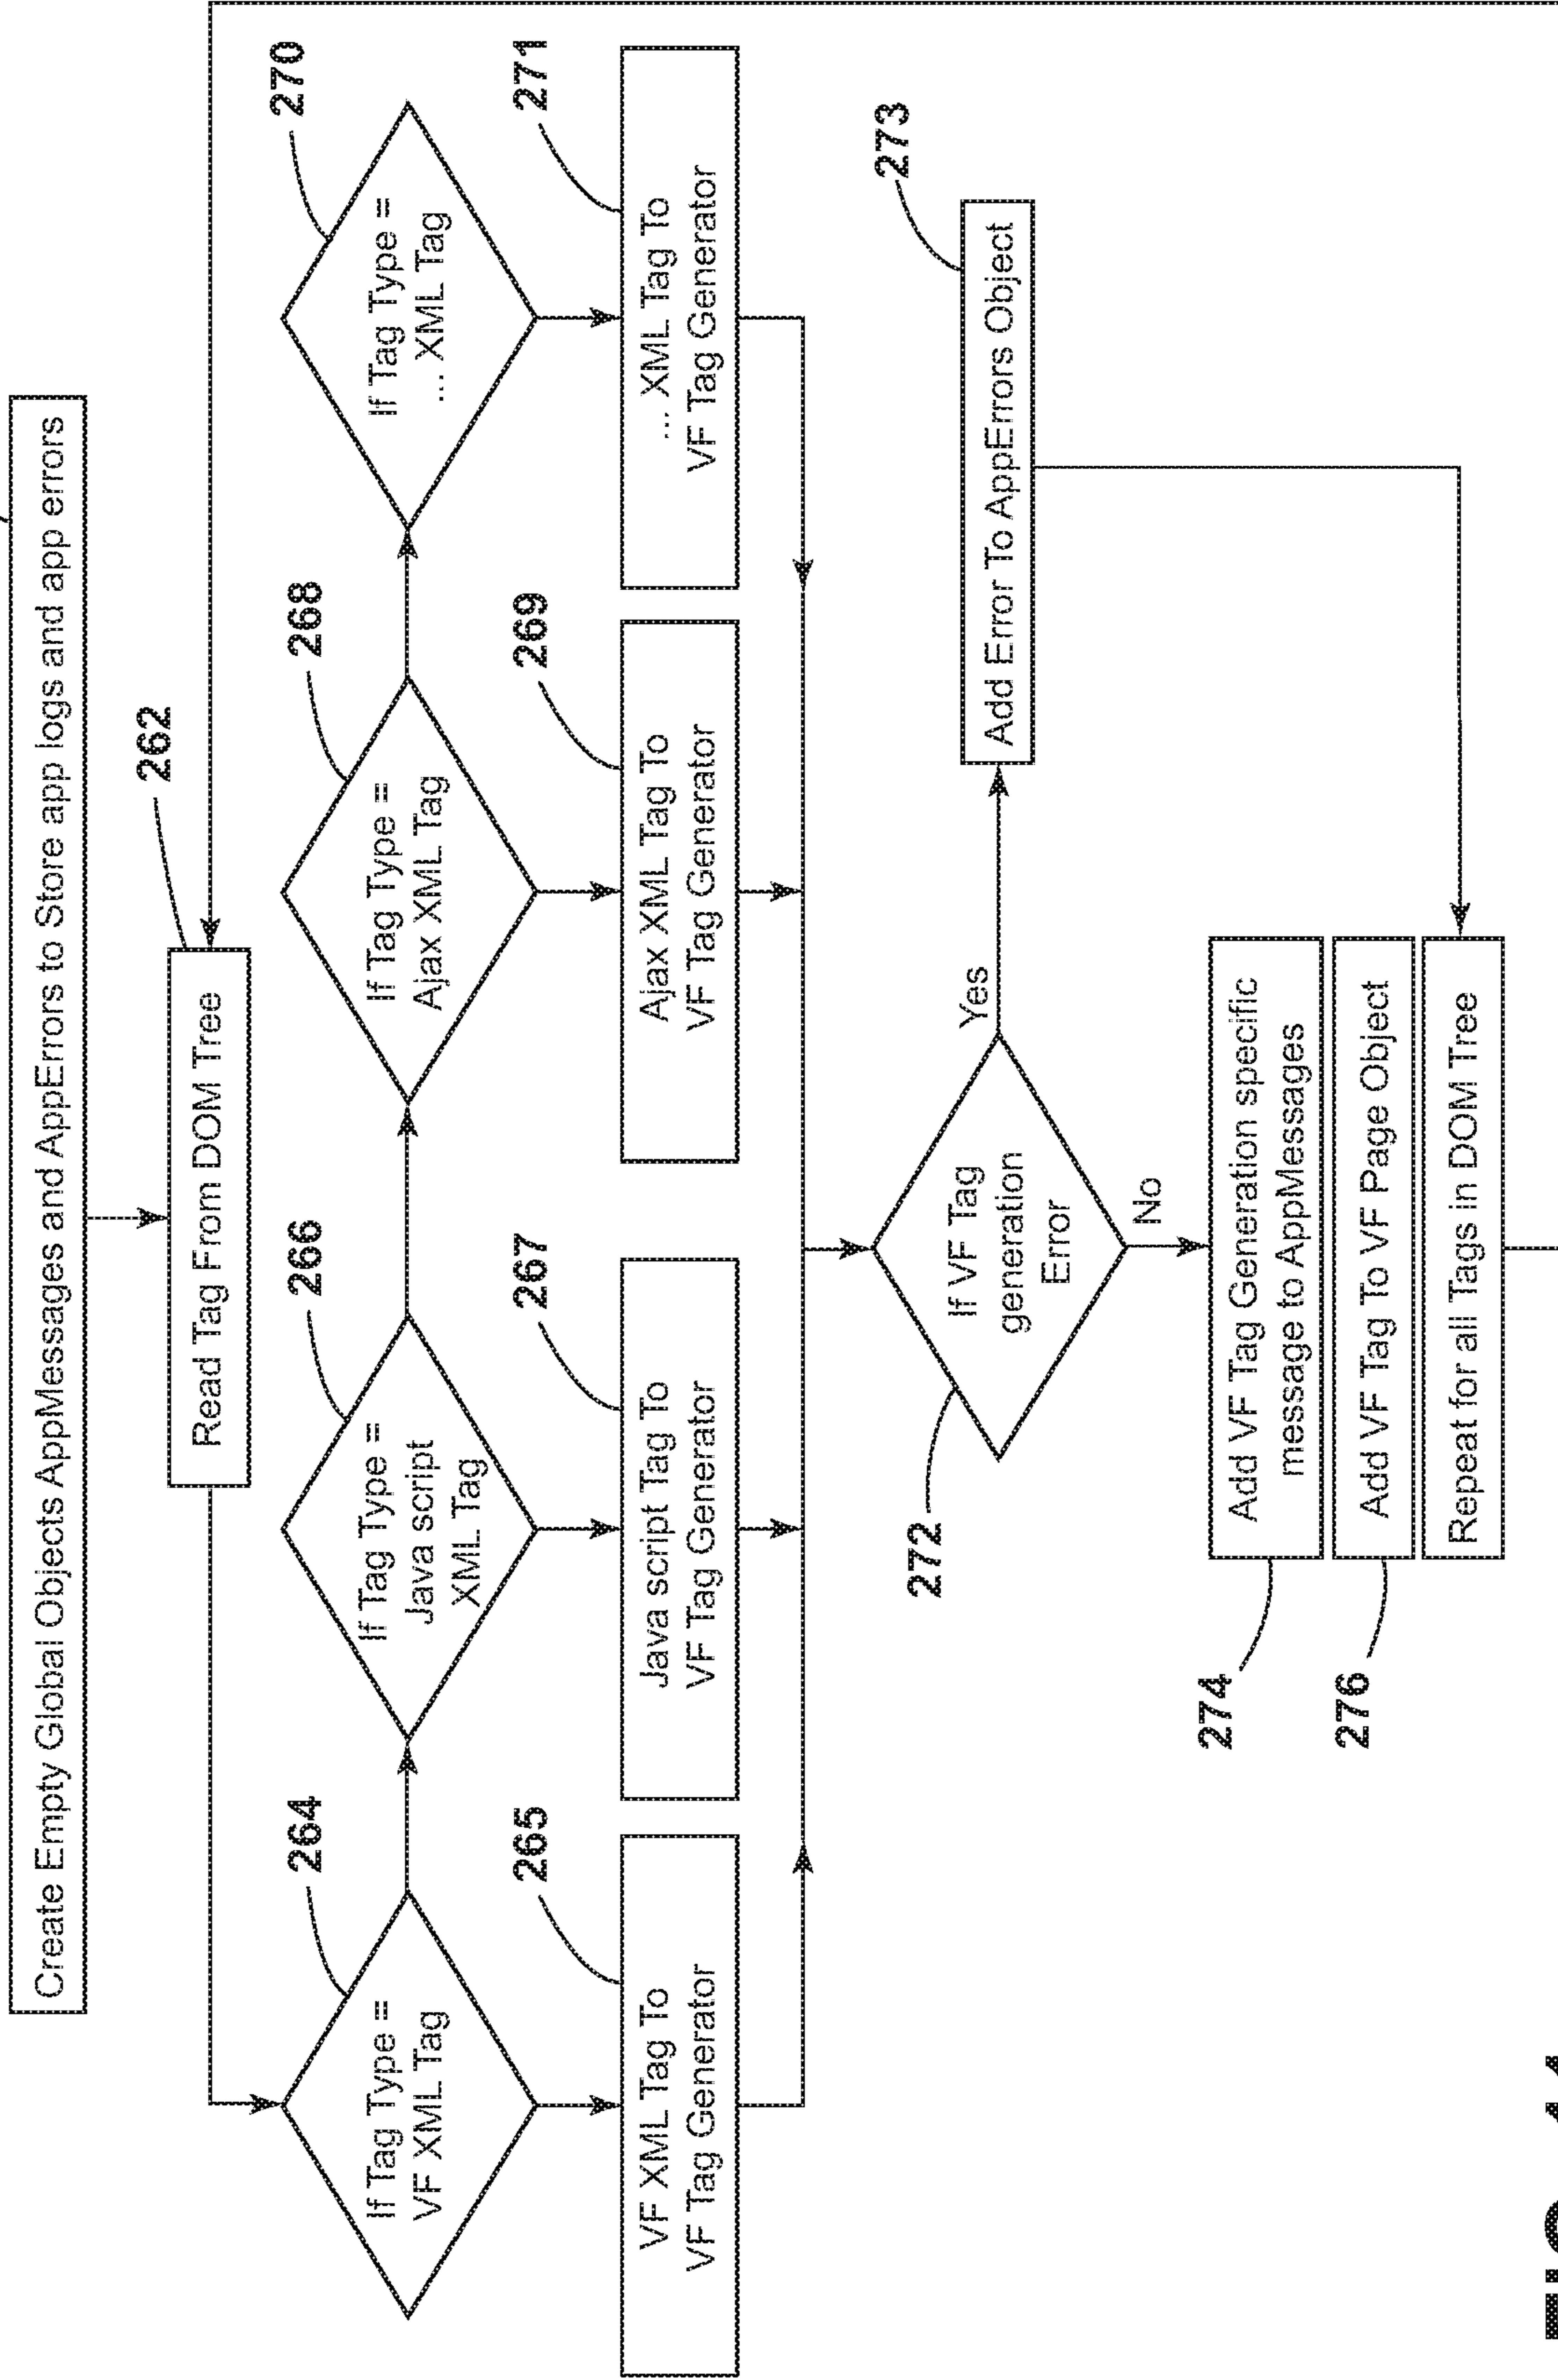 Create Empty Global Objects AppMessages and AppErrors to Store app logs and app errors
262
Read Tag From DOM Tree
264
If Tag Type =
VF XML Tag
266
If Tag Type =
Java script
XML Tag
268
If Tag Type =
Ajax XML Tag
270
If Tag Type =
... XML Tag
265
VF XML Tag To
VF Tag Generator
267
Java script Tag To
VF Tag Generator
269
Ajax XML Tag To
VF Tag Generator
271
... XML Tag To
VF Tag Generator
272
If VF Tag
generation
Error
Yes
273
Add Error To AppErrors Object
No
274
Add VF Tag Generation specific
message to AppMessages
276
Add VF Tag To VF Page Object
Repeat for all Tags in DOM Tree